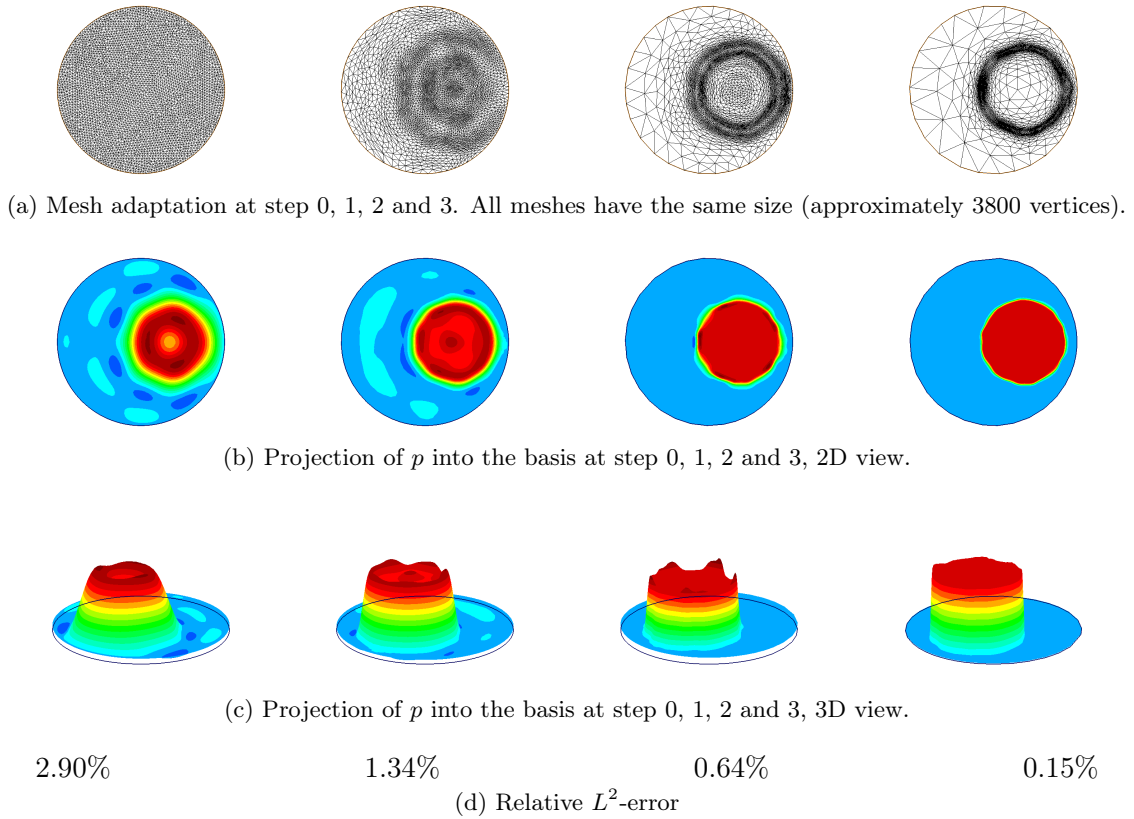 (a) Mesh adaptation at step 0, 1, 2 and 3. All meshes have the same size (approximately 3800 vertices).
(b) Projection of p into the basis at step 0, 1, 2 and 3, 2D view.
(c) Projection of p into the basis at step 0, 1, 2 and 3, 3D view.
2.90% 1.34% 0.64% 0.15%
(d) Relative L²-error